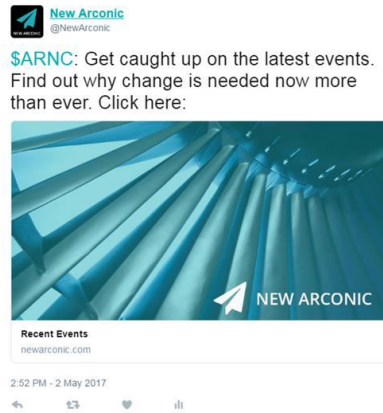 New Arconic
@NewArconic
NEW ARCONIC
$ARNC: Get caught up on the latest events.
Find out why change is needed now more
than ever. Click here:
NEW ARCONIC
Recent Events
newarconic.com
2:52 PM - 2 May 2017